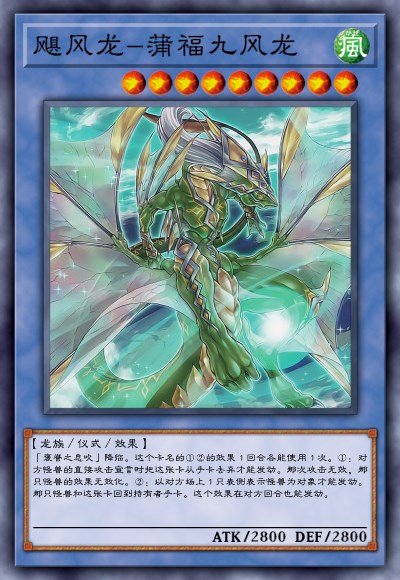 飓风龙-蒲福九风龙
風
【龙族／仪式／效果】
「褒誊之息吹」降临。这个卡名的①②的效果1回合各能使用1次。①：对
方怪兽的直接攻击宣言时把这张卡从手卡丢弃才能发动。那次攻击无效，那
只怪兽的效果无效化。②：以对方场上1只表侧表示怪兽为对象才能发动。
那只怪兽和这张卡回到持有者手卡。这个效果在对方回合也能发动。
ATK/2800 DEF/2800